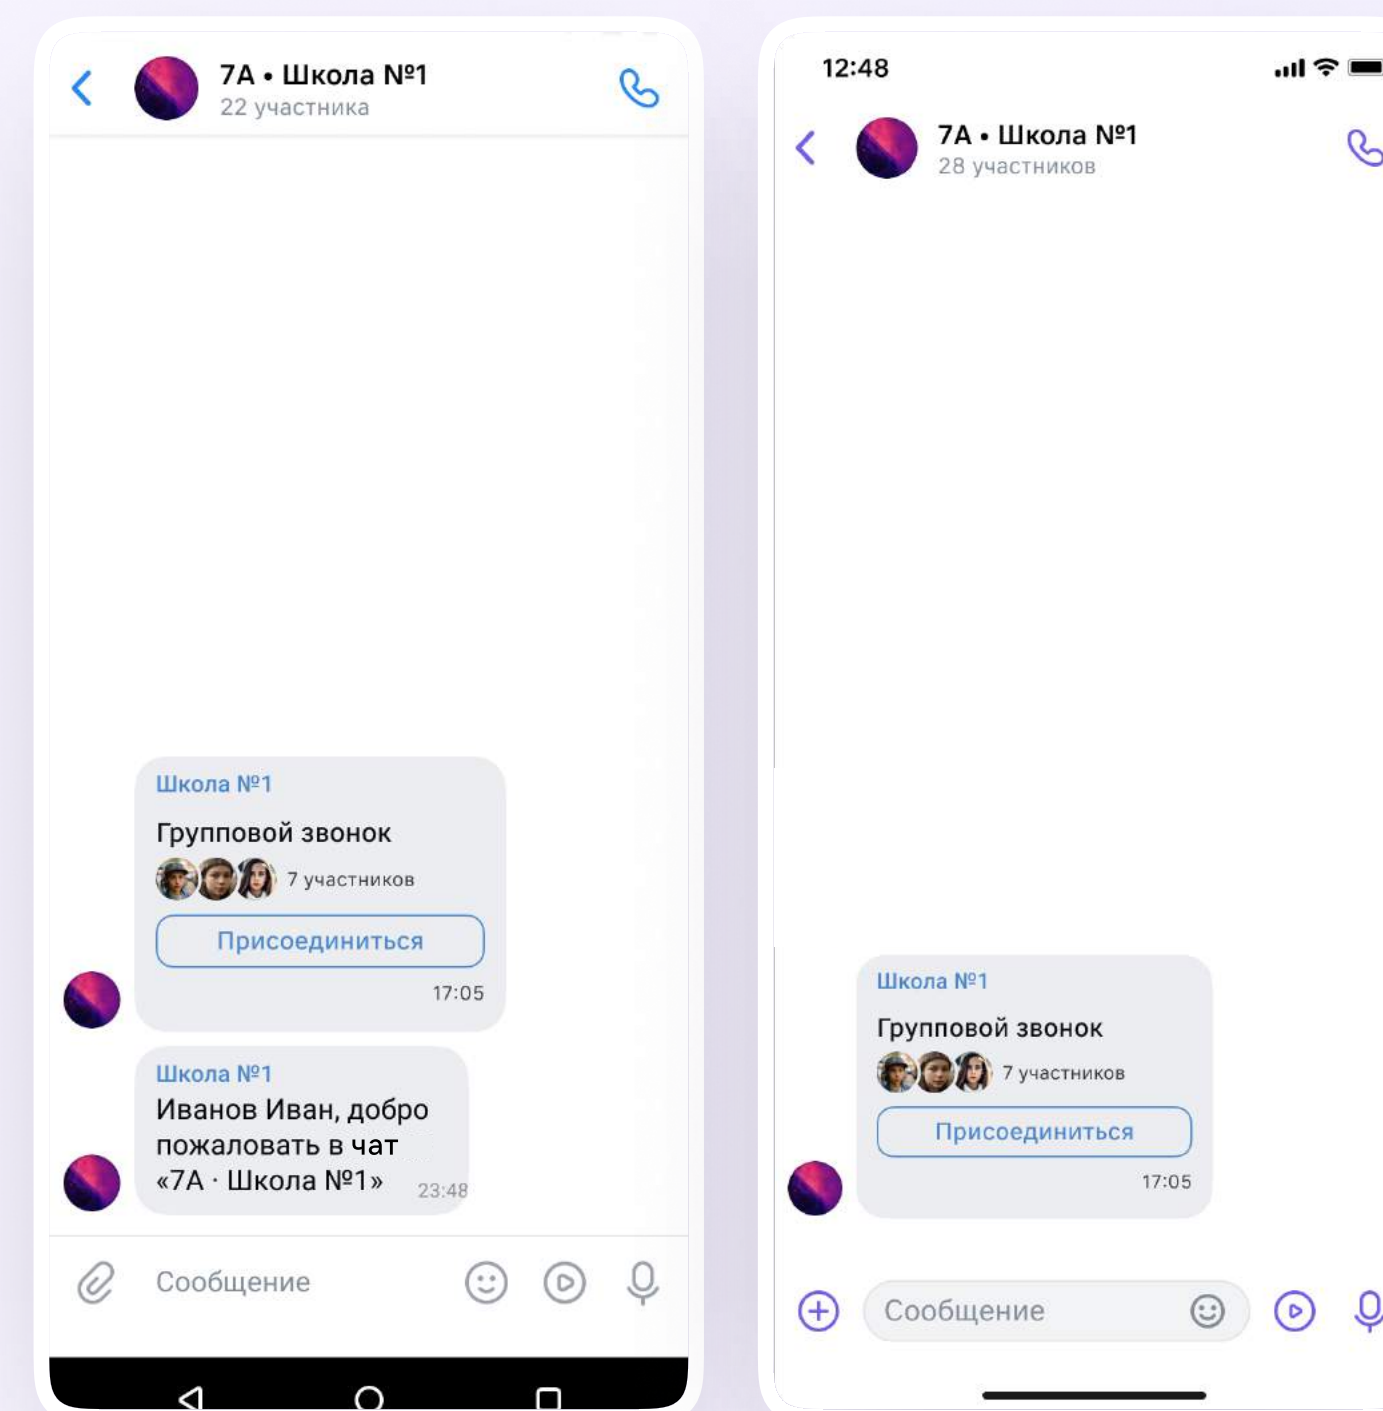 7А • Школа №1
22 участника
Школа №1
Групповой звонок
7 участников
Присоединиться
17:05
Школа №1
Иванов Иван, добро
пожаловать в чат
«7А · Школа №1»
23:48
Сообщение
12:48
7А • Школа №1
28 участников
Школа №1
Групповой звонок
7 участников
Присоединиться
17:05
Сообщение